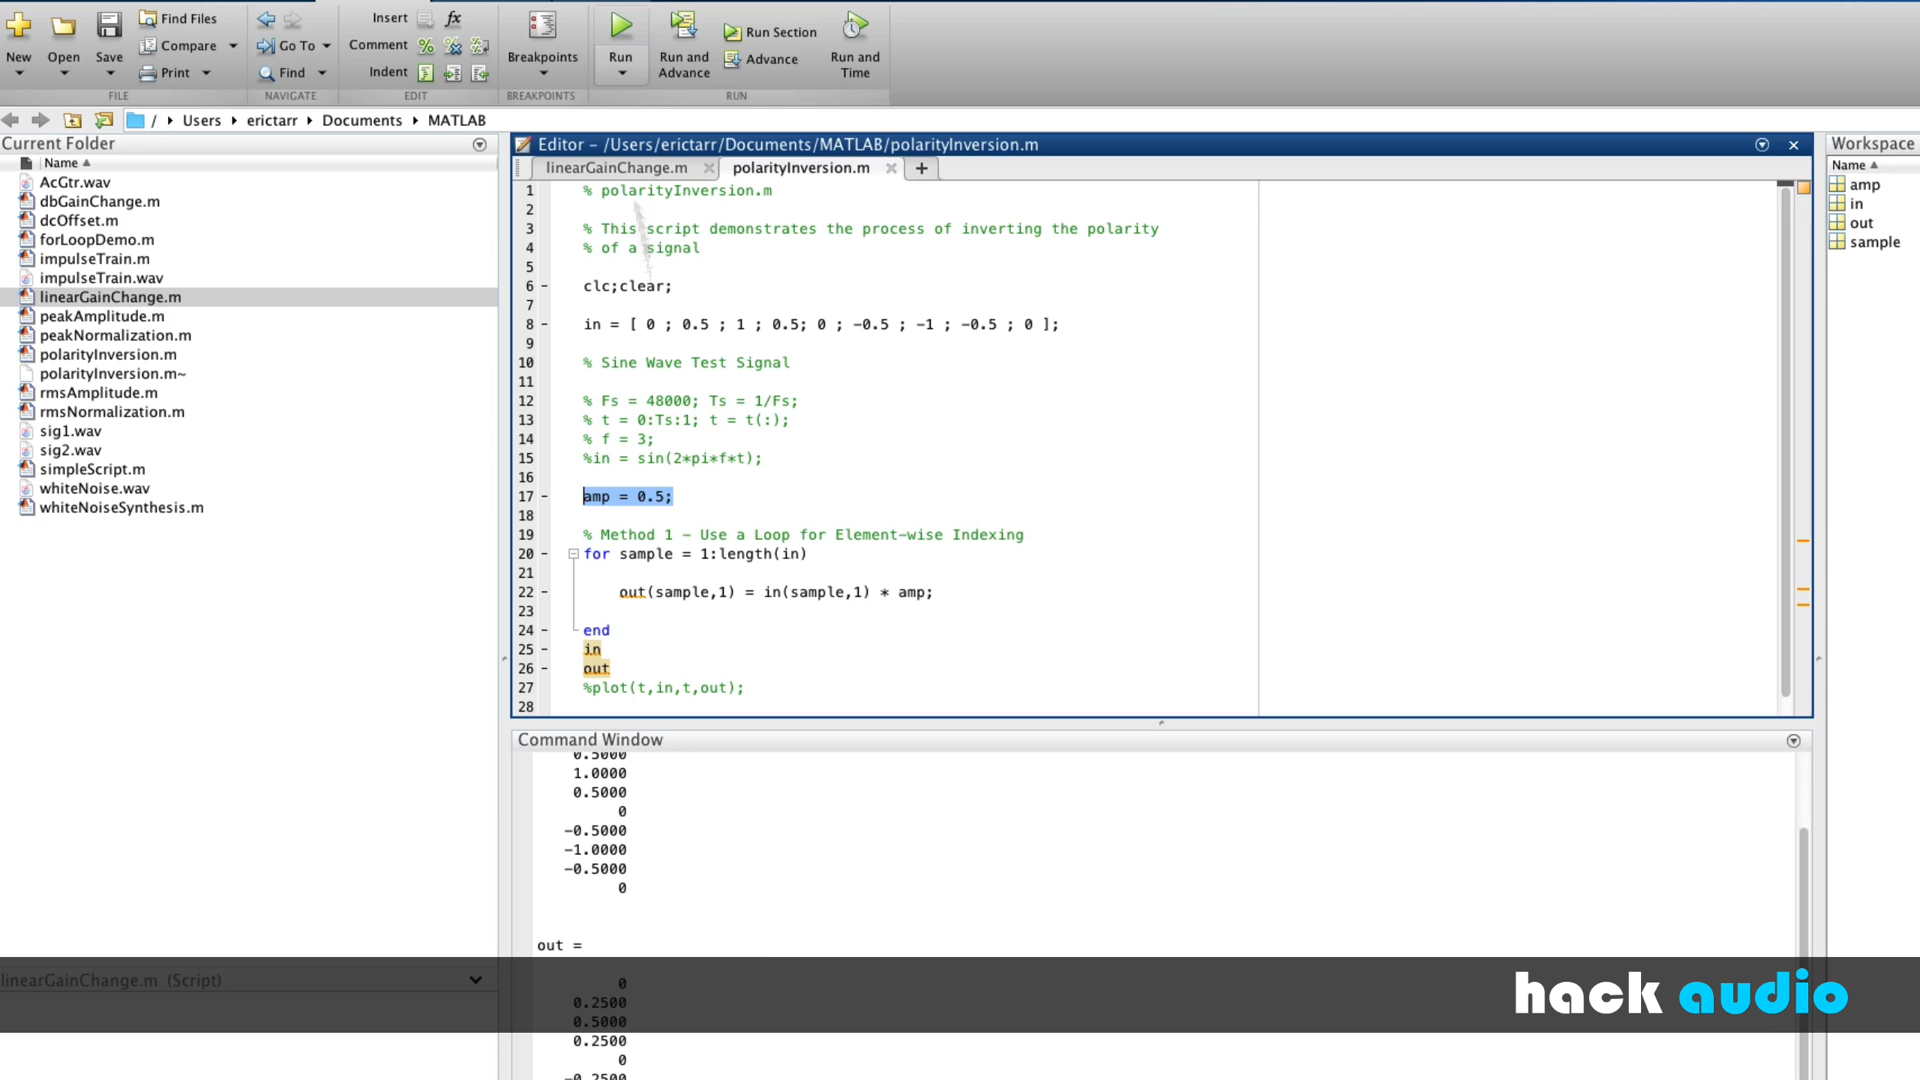 New
Open
Save
Find Files
Compare
Print
FILE
Go To
Find
NAVIGATE
Insert fx
Comment
Indent
EDIT
Breakpoints
BREAKPOINTS
Run
Run and Advance
Run Section
Advance
Run and Time
RUN
/ Users erictarr Documents MATLAB
Current Folder
Name
AcGtr.wav
dbGainChange.m
dcOffset.m
forLoopDemo.m
impulseTrain.m
impulseTrain.wav
linearGainChange.m
peakAmplitude.m
peakNormalization.m
polarityInversion.m
polarityInversion.m~
rmsAmplitude.m
rmsNormalization.m
sig1.wav
sig2.wav
simpleScript.m
whiteNoise.wav
whiteNoiseSynthesis.m
linearGainChange.m (Script)
Editor – /Users/erictarr/Documents/MATLAB/polarityInversion.m
linearGainChange.m × polarityInversion.m × +
1 % polarityInversion.m
2
3 % This script demonstrates the process of inverting the polarity
4 % of a signal
5
6 – clc;clear;
7
8 – in = [ 0 ; 0.5 ; 1 ; 0.5; 0 ; -0.5 ; -1 ; -0.5 ; 0 ];
9
10 % Sine Wave Test Signal
11
12 % Fs = 48000; Ts = 1/Fs;
13 % t = 0:Ts:1; t = t(:);
14 % f = 3;
15 %in = sin(2*pi*f*t);
16
17 – amp = 0.5;
18
19 % Method 1 – Use a Loop for Element-wise Indexing
20 – for sample = 1:length(in)
21
22 – out(sample,1) = in(sample,1) * amp;
23
24 – end
25 – in
26 – out
27 %plot(t,in,t,out);
28
Command Window
0.5000
1.0000
0.5000
0
-0.5000
-1.0000
-0.5000
0
out =
0
0.2500
0.5000
0.2500
0
-0.2500
Workspace
Name
amp
in
out
sample
hack audio